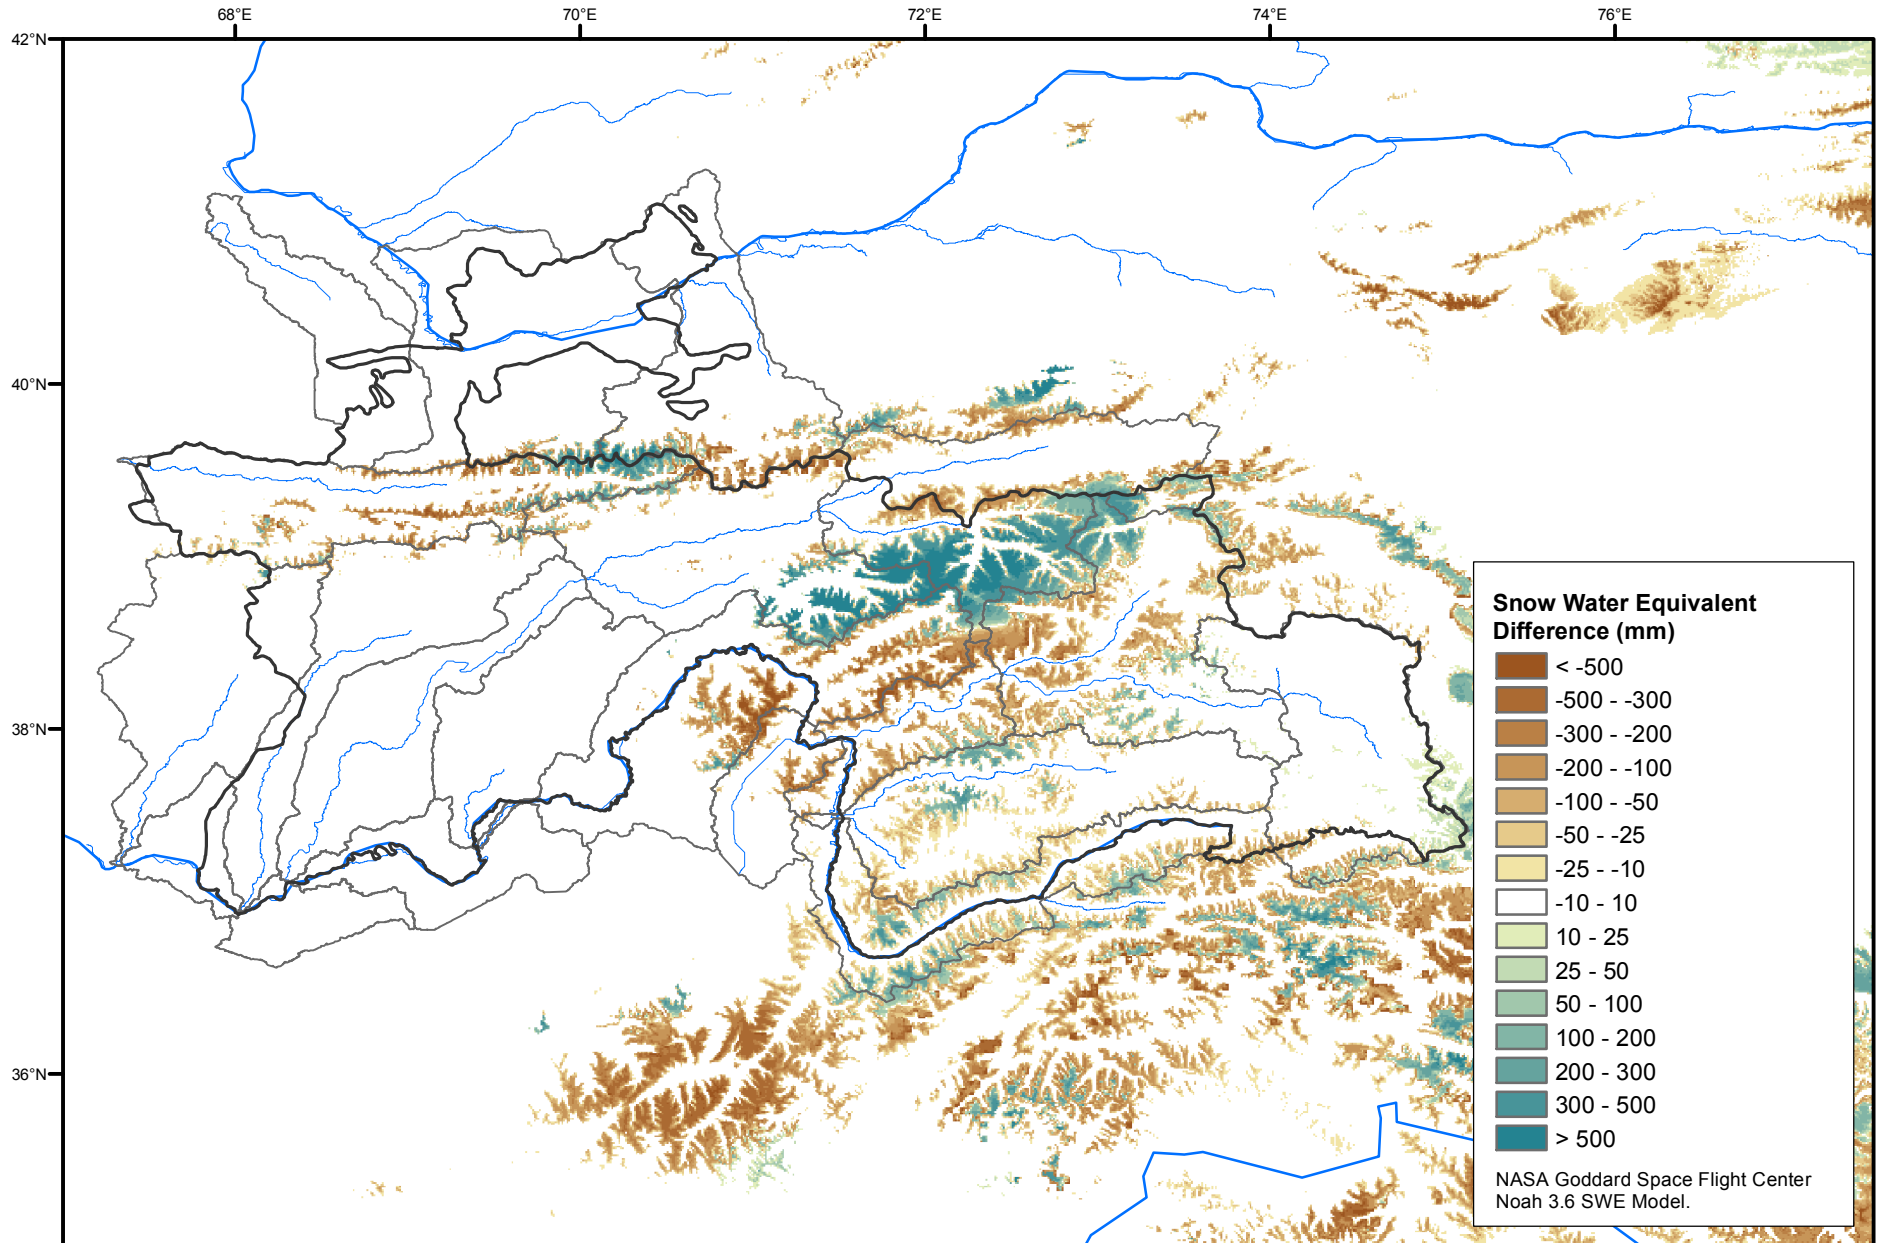 68°E 70°E 72°E 74°E 76°E
42°N
40°N
38°N
36°N
Snow Water Equivalent
Difference (mm)
< -500
-500 - -300
-300 - -200
-200 - -100
-100 - -50
-50 - -25
-25 - -10
-10 - 10
10 - 25
25 - 50
50 - 100
100 - 200
200 - 300
300 - 500
> 500
NASA Goddard Space Flight Center
Noah 3.6 SWE Model.